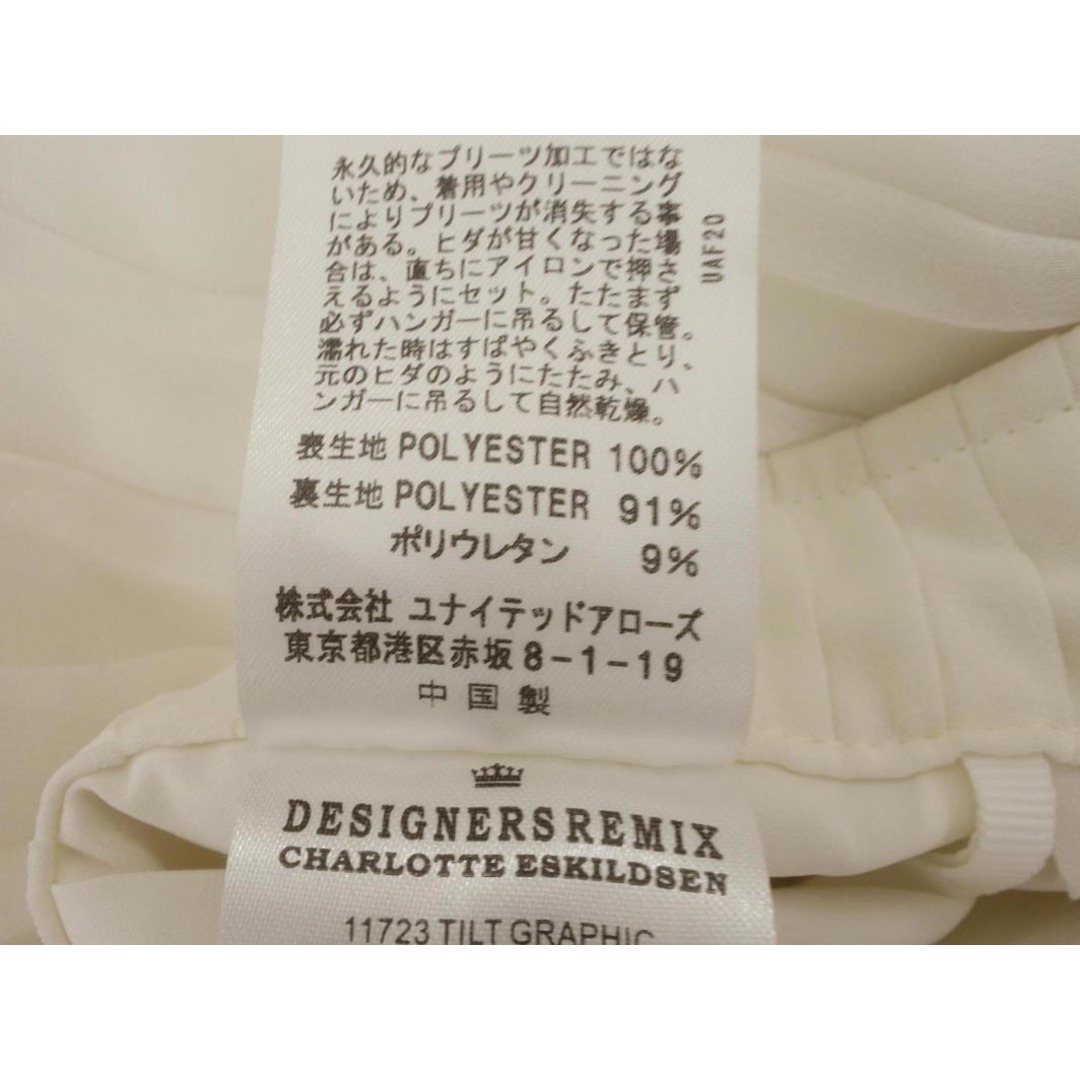 永久的なプリーツ加工ではな
いため、着用やクリーニング
によりプリーツが消失する事
がある。ヒダが甘くなった場
合は、直ちにアイロンで押さ
えるようにセット。たたまず
必ずハンガーに吊るして保管。
濡れた時はすばやくふきとり、
元のヒダのようにたたみ、ハ
ンガーに吊るして自然乾燥。
UAF20
表生地 POLYESTER 100%
裏生地 POLYESTER 91%
ポリウレタン 9%
株式会社 ユナイテッドアローズ
東京都港区赤坂8-1-19
中国製
DESIGNERS REMIX
CHARLOTTE ESKILDSEN
11723 TILT GRAPHIC